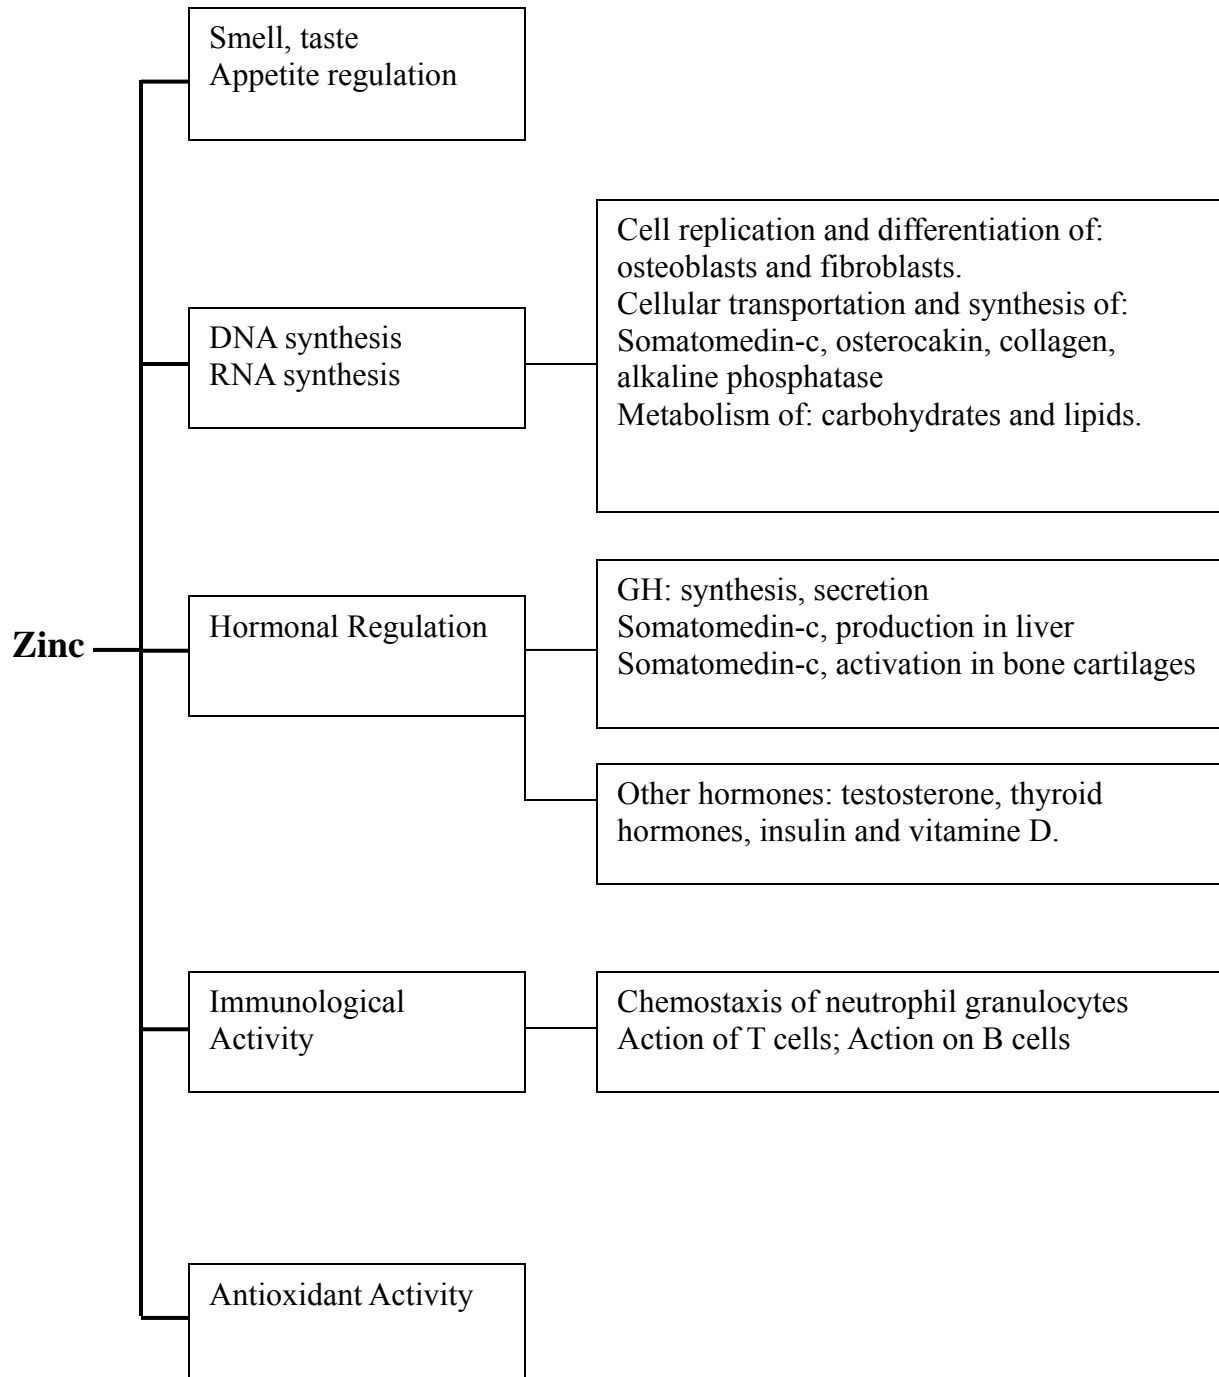 Smell, taste
Appetite regulation
Cell replication and differentiation of:
osteoblasts and fibroblasts.
Cellular transportation and synthesis of:
Somatomedin-c, osterocakin, collagen,
alkaline phosphatase
Metabolism of: carbohydrates and lipids.
DNA synthesis
RNA synthesis
Zinc
Hormonal Regulation
GH: synthesis, secretion
Somatomedin-c, production in liver
Somatomedin-c, activation in bone cartilages
Other hormones: testosterone, thyroid
hormones, insulin and vitamine D.
Immunological
Activity
Chemostaxis of neutrophil granulocytes
Action of T cells; Action on B cells
Antioxidant Activity